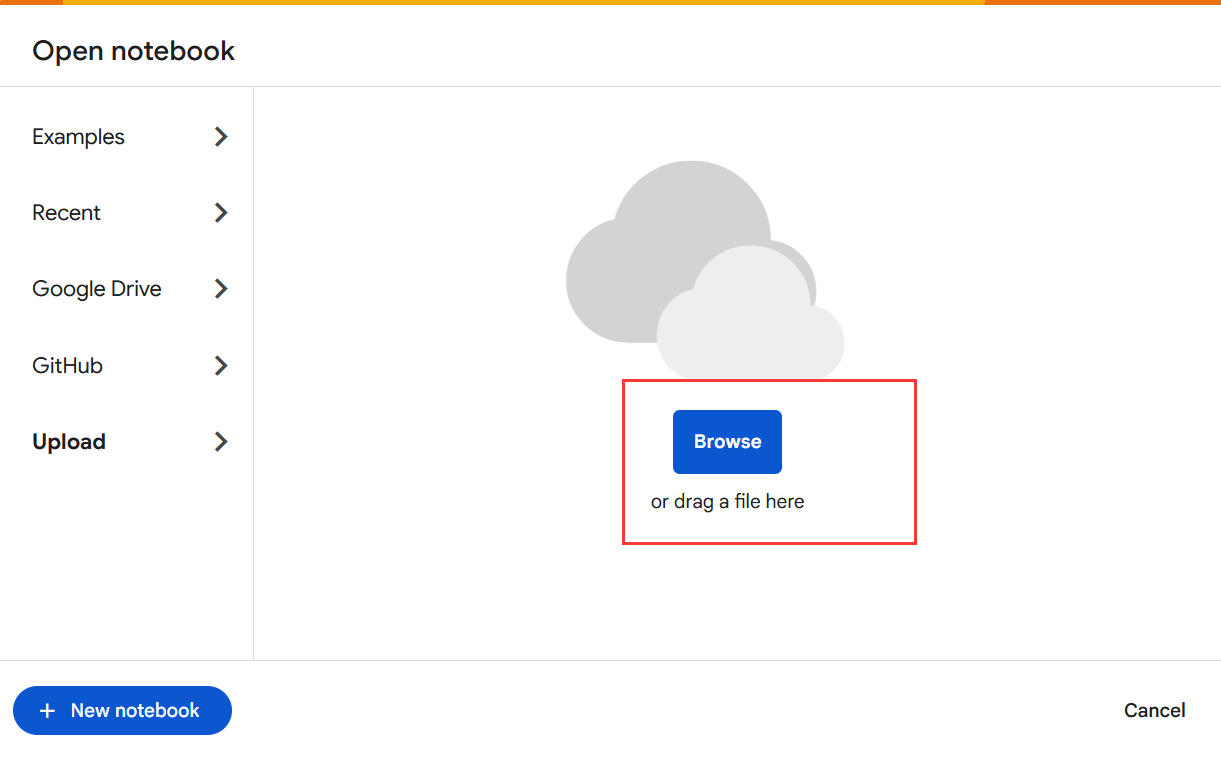 Open notebook
Examples
Recent
Google Drive
GitHub
Upload
Browse
or drag a file here
+ New notebook
Cancel